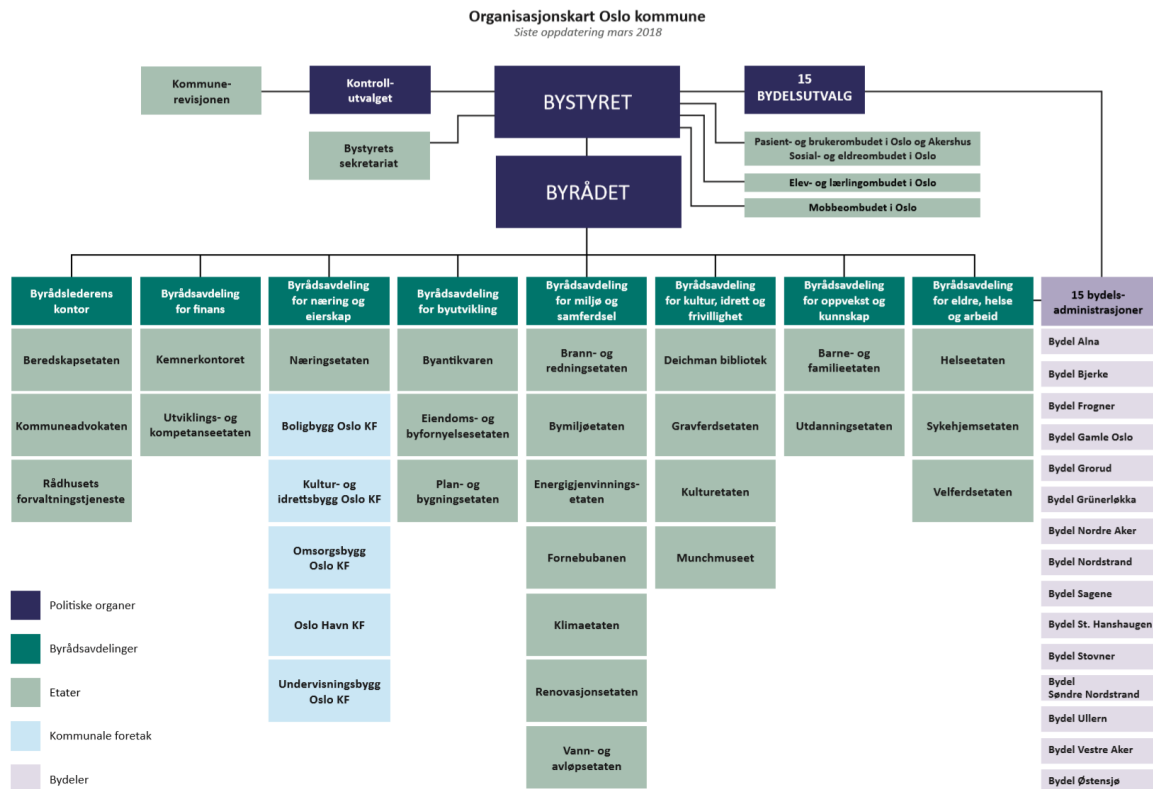 Organisasjonskart Oslo kommune
Siste oppdatering mars 2018
Kommune-
revisjonen
Kontroll-
utvalget
BYSTYRET
15
BYDELSUTVALG
Bystyrets
sekretariat
Pasient- og brukerombudet i Oslo og Akershus
Sosial- og eldreombudet i Oslo
Elev- og lærlingombudet i Oslo
Mobbeombudet i Oslo
BYRÅDET
Byrådslederens
kontor
Beredskapsetaten
Kommuneadvokaten
Rådhusets
forvaltningstjeneste
Byrådsavdeling
for finans
Kemnerkontoret
Utviklings- og
kompetanseetaten
Byrådsavdeling
for næring og
eierskap
Næringsetaten
Boligbygg Oslo KF
Kultur- og
idrettsbygg Oslo KF
Omsorgsbygg
Oslo KF
Oslo Havn KF
Undervisningsbygg
Oslo KF
Byrådsavdeling
for byutvikling
Byantikvaren
Eiendoms- og
byfornyelsesetaten
Plan- og
bygningsetaten
Byrådsavdeling
for miljø og
samferdsel
Brann- og
redningsetaten
Bymiljøetaten
Energigjenvinnings-
etaten
Fornebubanen
Klimaetaten
Renovasjonsetaten
Vann- og
avløpsetaten
Byrådsavdeling
for kultur, idrett og
frivillighet
Deichman bibliotek
Gravferdsetaten
Kulturetaten
Munchmuseet
Byrådsavdeling
for oppvekst og
kunnskap
Barne- og
familieetaten
Utdanningsetaten
Byrådsavdeling
for eldre, helse
og arbeid
Helseetaten
Sykehjemsetaten
Velferdsetaten
15 bydels-
administrasjoner
Bydel Alna
Bydel Bjerke
Bydel Frogner
Bydel Gamle Oslo
Bydel Grorud
Bydel Grünerløkka
Bydel Nordre Aker
Bydel Nordstrand
Bydel Sagene
Bydel St. Hanshaugen
Bydel Stovner
Bydel
Søndre Nordstrand
Bydel Ullern
Bydel Vestre Aker
Bydel Østensjø
Politiske organer
Byrådsavdelinger
Etater
Kommunale foretak
Bydeler